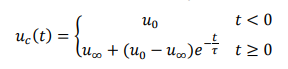 u_c(t) = { u_0 t < 0
u_∞ + (u_0 − u_∞)e^{−t/τ} t ≥ 0